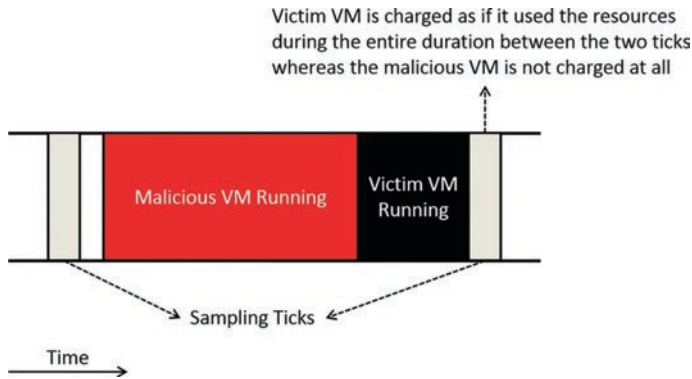 Victim VM is charged as if it used the resources
during the entire duration between the two ticks
whereas the malicious VM is not charged at all
Malicious VM Running
Victim VM
Running
Sampling Ticks
Time